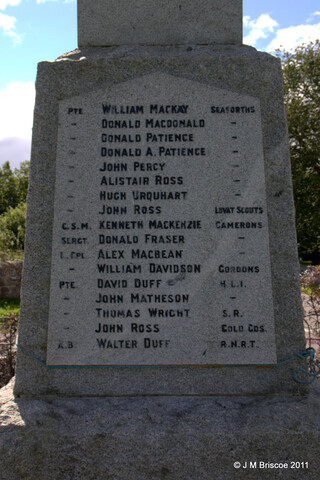 PTE. WILLIAM MACKAY SEAFORTHS
" DONALD MACDONALD "
" DONALD PATIENCE "
" DONALD A. PATIENCE "
" JOHN PERCY "
" ALISTAIR ROSS "
" HUGH URQUHART "
" JOHN ROSS LOVAT SCOUTS
C.S.M. KENNETH MACKENZIE CAMERONS
SERGT. DONALD FRASER "
L. CPL. ALEX MACBEAN "
" WILLIAM DAVIDSON GORDONS
PTE. DAVID DUFF H.L.I.
" JOHN MATHESON "
" THOMAS WRIGHT S.R.
" JOHN ROSS COLD. GDS.
A.B. WALTER DUFF R.N.R.T.
© J M Briscoe 2011